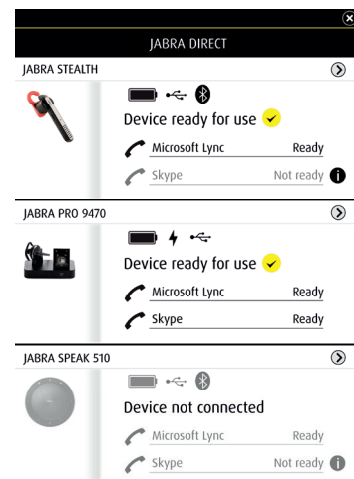 JABRA DIRECT
JABRA STEALTH
Device ready for use
Microsoft Lync Ready
Skype Not ready
JABRA PRO 9470
Device ready for use
Microsoft Lync Ready
Skype Ready
JABRA SPEAK 510
Device not connected
Microsoft Lync Ready
Skype Not ready